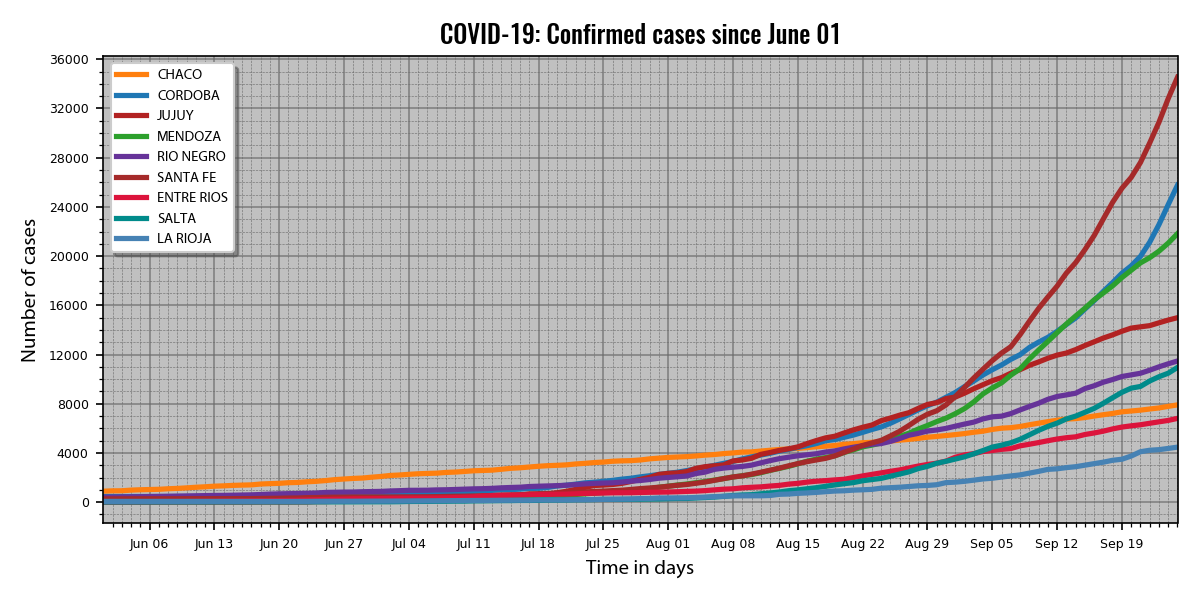 COVID-19: Confirmed cases since June 01
36000
32000
28000
24000
20000
16000
12000
8000
4000
0
Number of cases
CHACO
CORDOBA
JUJUY
MENDOZA
RIO NEGRO
SANTA FE
ENTRE RIOS
SALTA
LA RIOJA
Jun 06 Jun 13 Jun 20 Jun 27 Jul 04 Jul 11 Jul 18 Jul 25 Aug 01 Aug 08 Aug 15 Aug 22 Aug 29 Sep 05 Sep 12 Sep 19
Time in days